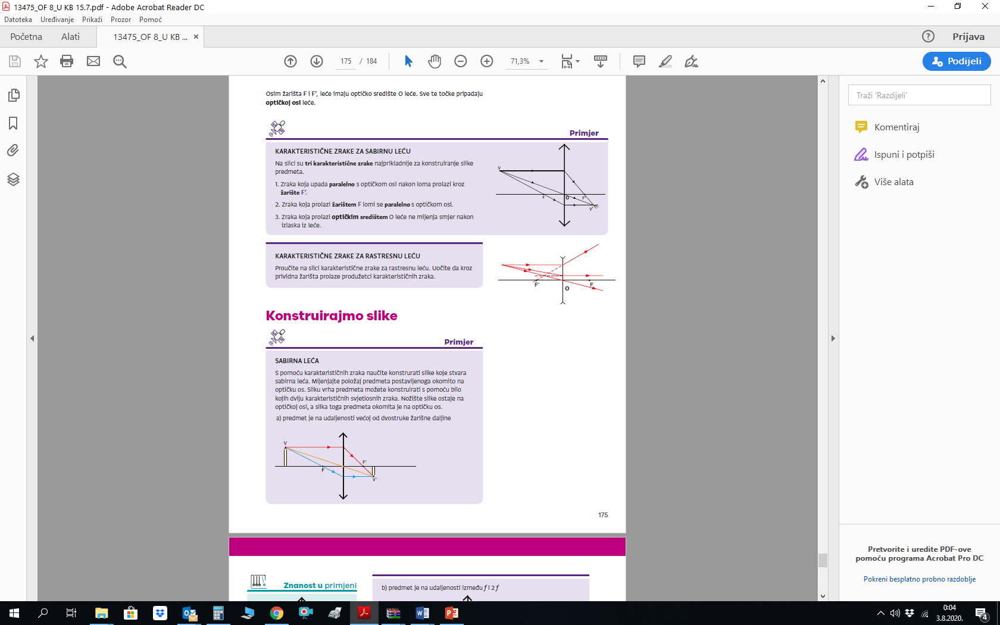 13475_OF 8_U KB 15.7.pdf - Adobe Acrobat Reader DC
Datoteka Uređivanje Prikaži Prozor Pomoć
Početna Alati 13475_OF 8_U KB ... × Prijava
175 / 184 71,3% Podijeli
Osim žarišta F i F', leće imaju optičko središte O leće. Sve te točke pripadaju
optičkoj osi leće.
Primjer
KARAKTERISTIČNE ZRAKE ZA SABIRNU LEĆU
Na slici su tri karakteristične zrake najprikladnije za konstruiranje slike
predmeta.
1. Zraka koja upada paralelno s optičkom osi nakon loma prolazi kroz
žarište F'.
2. Zraka koja prolazi žarištem F lomi se paralelno s optičkom osi.
3. Zraka koja prolazi optičkim središtem O leće ne mijenja smjer nakon
izlaska iz leće.
V
F O F'
V'
KARAKTERISTIČNE ZRAKE ZA RASTRESNU LEĆU
Proučite na slici karakteristične zrake za rastresnu leću. Uočite da kroz
prividna žarišta prolaze produžetci karakterističnih zraka.
F' O F
Konstruirajmo slike
Primjer
SABIRNA LEĆA
S pomoću karakterističnih zraka naučite konstrurati slike koje stvara
sabirna leća. Mijenjajte položaj predmeta postavljenoga okomito na
optičku os. Sliku vrha predmeta možete konstruirati s pomoću bilo
kojih dviju karakterističnih svjetlosnih zraka. Nožište slike ostaje na
optičkoj osi, a slika toga predmeta okomita je na optičku os.
a) predmet je na udaljenosti većoj od dvostruke žarišne daljine
V
F'
F
V'
175
Znanost u primjeni
b) predmet je na udaljenosti između f i 2 f
Traži 'Razdijeli'
Komentiraj
Ispuni i potpiši
Više alata
Pretvorite i uredite PDF-ove
pomoću programa Acrobat Pro DC
Pokreni besplatno probno razdoblje
0:04
3.8.2020.
4